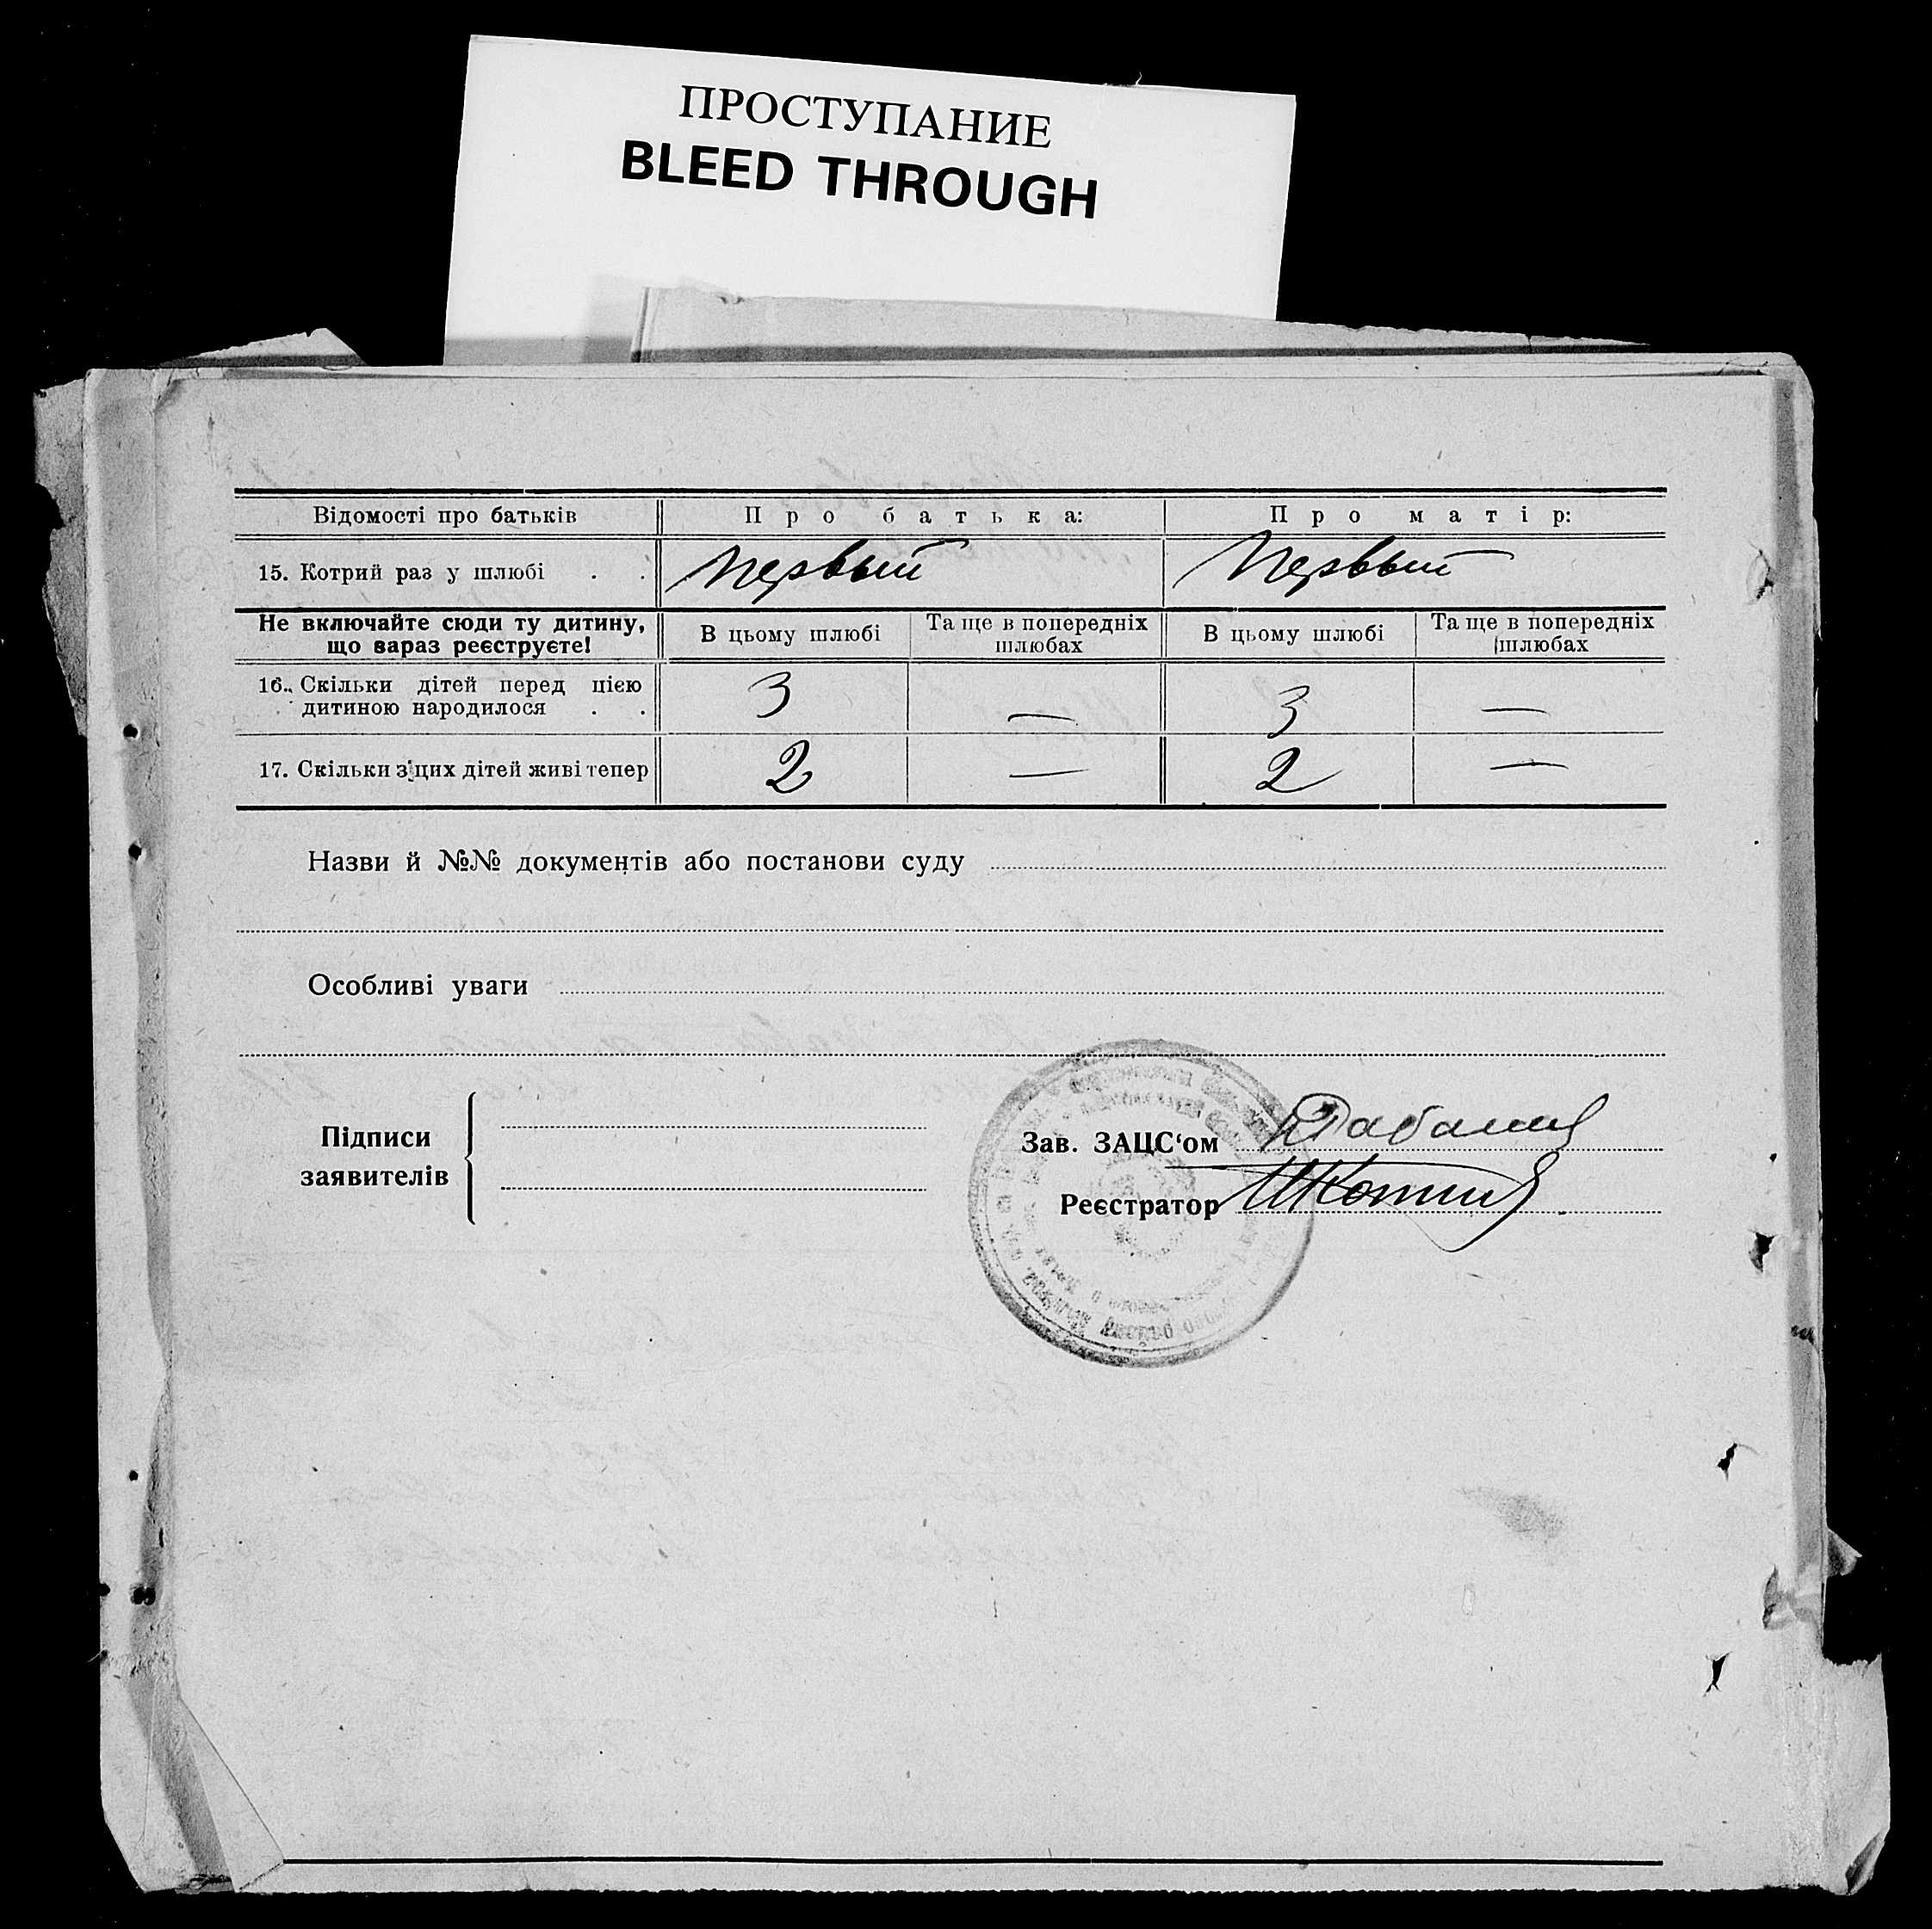 ПРОСТУПАНИЕ
BLEED THROUGH
Відомості про батьків Про батька: Про матір:
15. Котрий раз у шлюбі . . Первый Первый
Не включайте сюди ту дитину, що вараз реєструєте! В цьому шлюбі Та ще в попередніх шлюбах В цьому шлюбі Та ще в попередніх шлюбах
16. Скільки дітей перед цією дитиною народилося . . 3 — 3 —
17. Скільки з цих дітей живі тепер 2 — 2 —
Назви й №№ документів або постанови суду
Особливі уваги
Підписи заявителів
Зав. ЗАЦС‘ом
Реєстратор